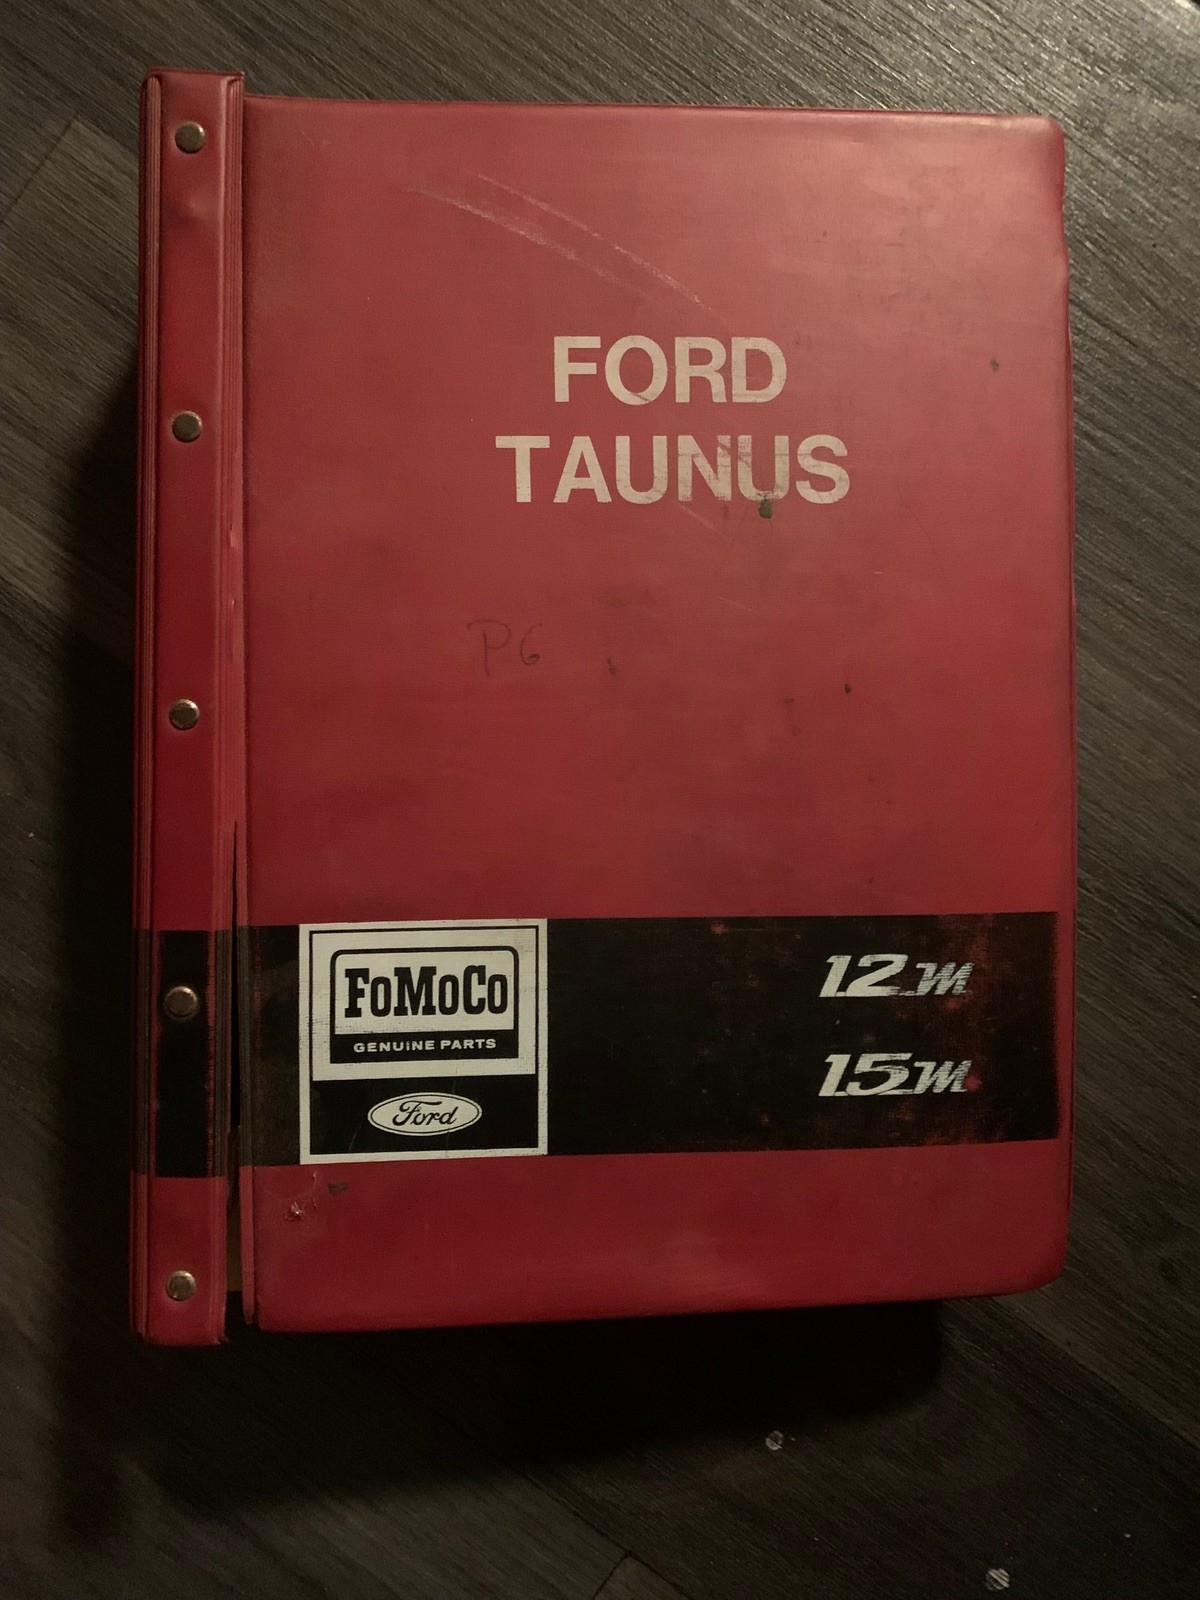 FORD
TAUNUS
P6
FoMoCo
GENUINE PARTS
Ford
12m
15m